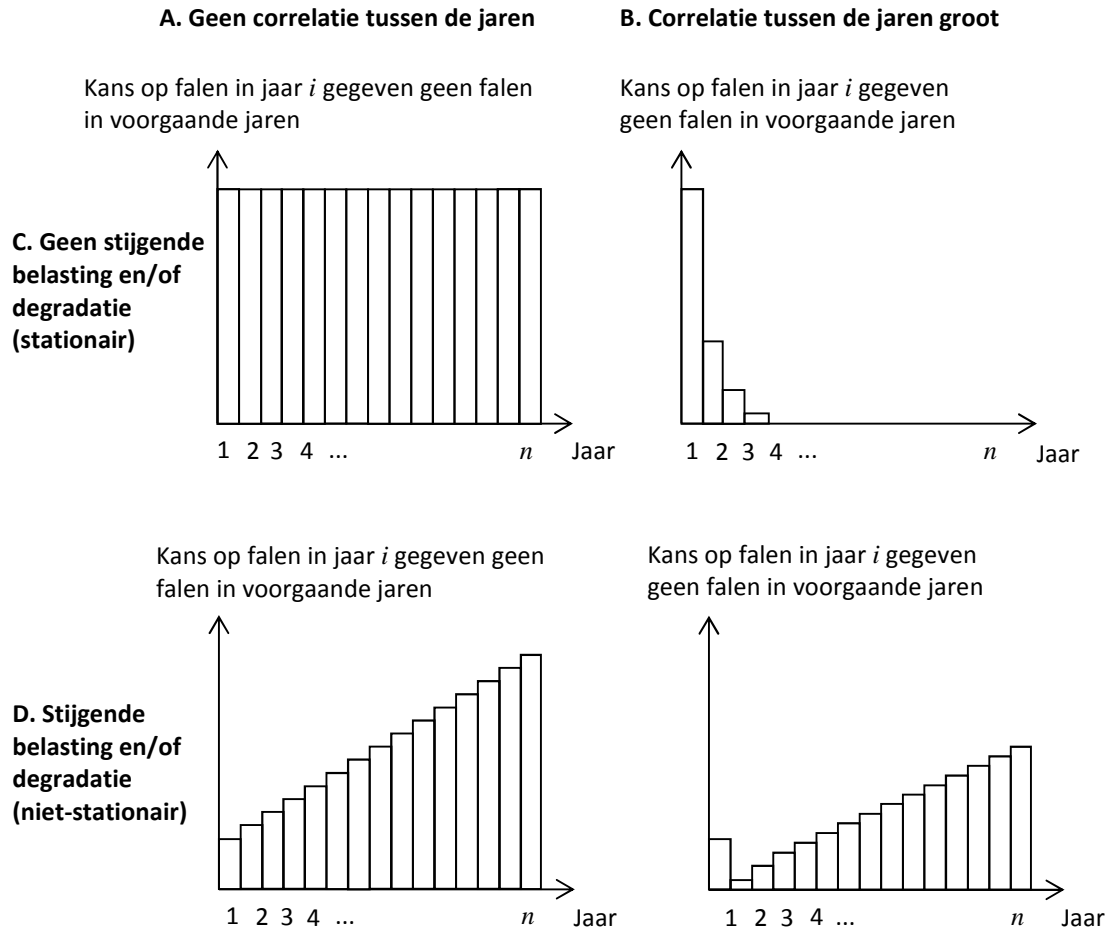 A. Geen correlatie tussen de jaren
B. Correlatie tussen de jaren groot
Kans op falen in jaar i gegeven geen falen
in voorgaande jaren
Kans op falen in jaar i gegeven
geen falen in voorgaande jaren
C. Geen stijgende
belasting en/of
degradatie
(stationair)
1 2 3 4 ... n Jaar
1 2 3 4 ... n Jaar
Kans op falen in jaar i gegeven geen
falen in voorgaande jaren
Kans op falen in jaar i gegeven
geen falen in voorgaande jaren
D. Stijgende
belasting en/of
degradatie
(niet-stationair)
1 2 3 4 ... n Jaar
1 2 3 4 ... n Jaar